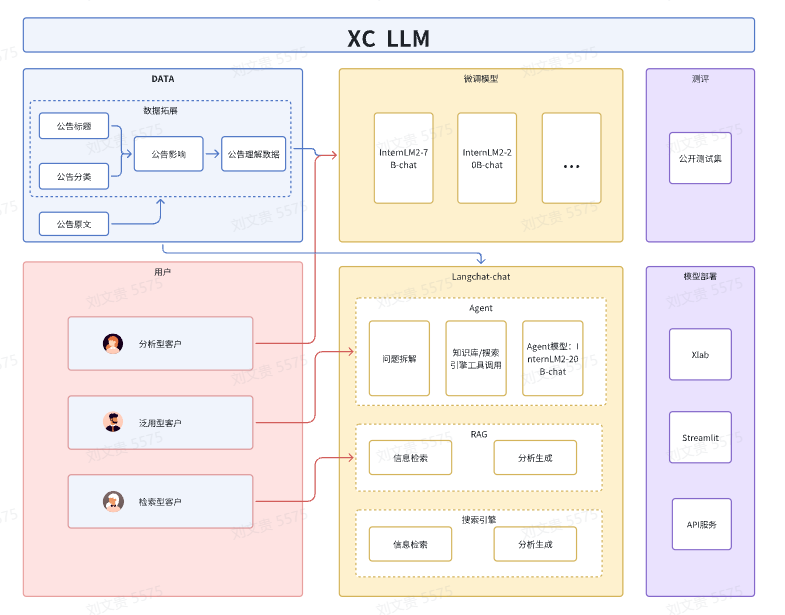 XC LLM
DATA
数据拓展
公告标题
公告分类
公告影响
公告理解数据
公告原文
微调模型
InternLM2-7
B-chat
InternLM2-2
0B-chat
...
测评
公开测试集
用户
分析型客户
泛用型客户
检索型客户
Langchat-chat
Agent
问题拆解
知识库/搜索
引擎工具调用
Agent模型：I
nternLM2-20
B-chat
RAG
信息检索
分析生成
搜索引擎
信息检索
分析生成
模型部署
Xlab
Streamlit
API服务
刘文贵 5575